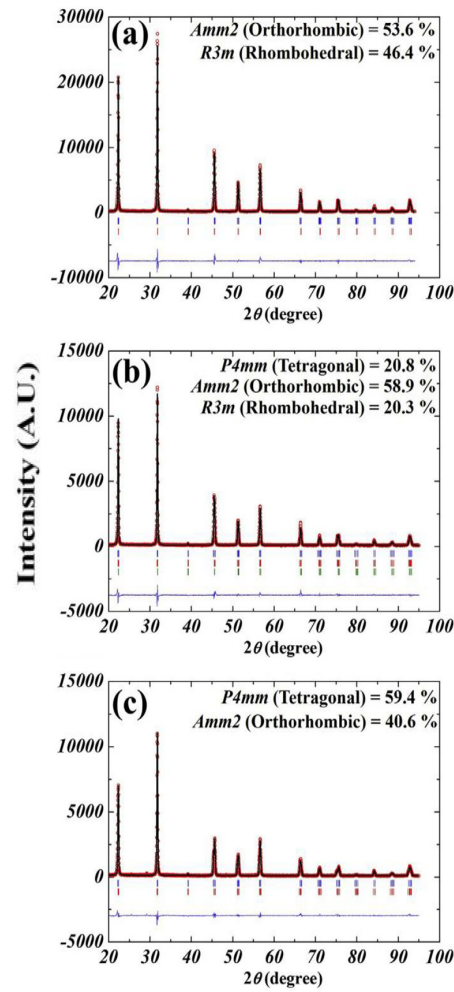 (a)
Amm2 (Orthorhombic) = 53.6 %
R3m (Rhombohedral) = 46.4 %
30000
20000
10000
0
-10000
20 30 40 50 60 70 80 90 100
2θ (degree)
Intensity (A.U.)
(b)
P4mm (Tetragonal) = 20.8 %
Amm2 (Orthorhombic) = 58.9 %
R3m (Rhombohedral) = 20.3 %
15000
10000
5000
0
-5000
20 30 40 50 60 70 80 90 100
2θ (degree)
(c)
P4mm (Tetragonal) = 59.4 %
Amm2 (Orthorhombic) = 40.6 %
15000
10000
5000
0
-5000
20 30 40 50 60 70 80 90 100
2θ (degree)